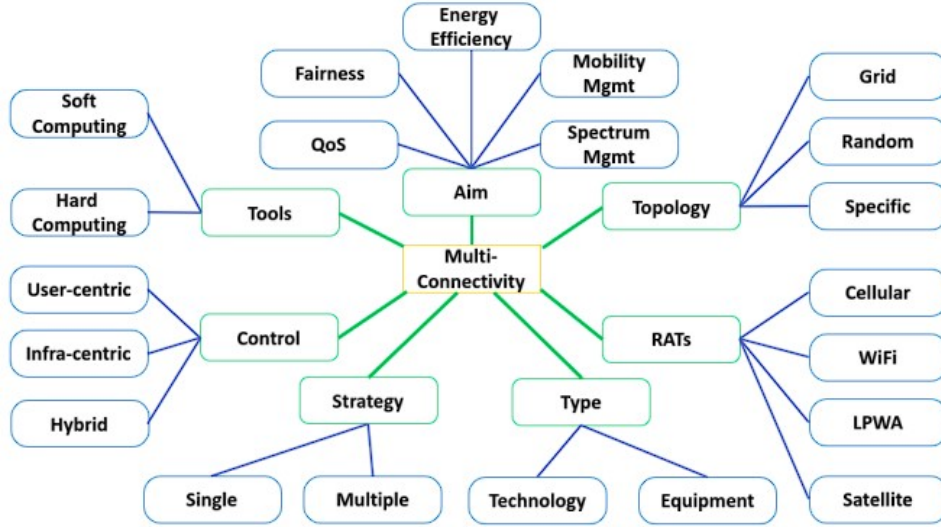 Energy
Efficiency
Fairness
Mobility
Mgmt
Grid
Soft
Computing
QoS
Spectrum
Mgmt
Random
Aim
Hard
Computing
Tools
Topology
Specific
Multi-
Connectivity
User-centric
Cellular
Control
RATs
Infra-centric
WiFi
Strategy
Type
Hybrid
LPWA
Single
Multiple
Technology
Equipment
Satellite